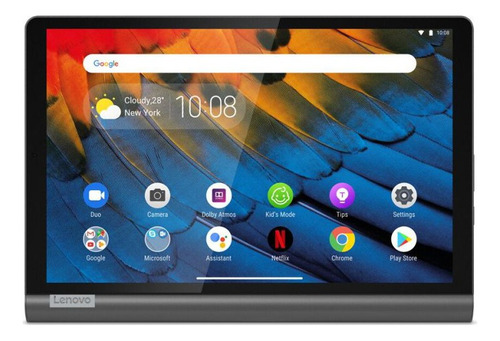 10:08
Google
Cloudy,28°
New York
10:08
Duo
Camera
Dolby Atmos
Kid's Mode
Tips
Settings
Google
Microsoft
Assistant
Netflix
Chrome
Play Store
Lenovo